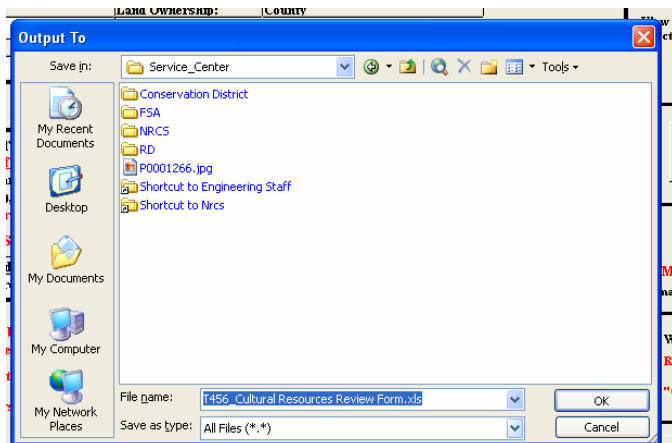 Land Ownership: County
Output To
Save in: Service_Center Tools
My Recent Documents
Desktop
My Documents
My Computer
My Network Places
Conservation District
FSA
NRCS
RD
P0001266.jpg
Shortcut to Engineering Staff
Shortcut to Nrcs
File name: T456_Cultural Resources Review Form.xls OK
Save as type: All Files (*.*) Cancel